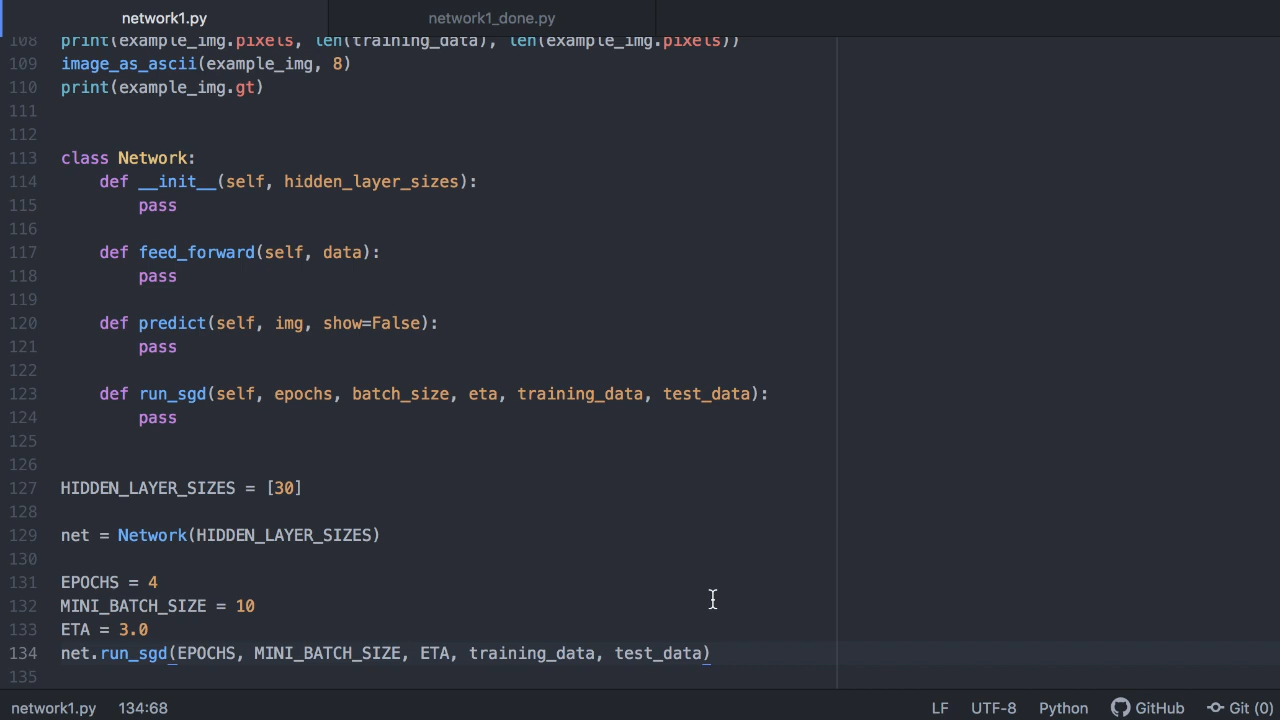 network1.py network1_done.py
108 print(example_img.pixels, len(training_data), len(example_img.pixels))
109 image_as_ascii(example_img, 8)
110 print(example_img.gt)
111
112
113 class Network:
114 def __init__(self, hidden_layer_sizes):
115 pass
116
117 def feed_forward(self, data):
118 pass
119
120 def predict(self, img, show=False):
121 pass
122
123 def run_sgd(self, epochs, batch_size, eta, training_data, test_data):
124 pass
125
126
127 HIDDEN_LAYER_SIZES = [30]
128
129 net = Network(HIDDEN_LAYER_SIZES)
130
131 EPOCHS = 4
132 MINI_BATCH_SIZE = 10
133 ETA = 3.0
134 net.run_sgd(EPOCHS, MINI_BATCH_SIZE, ETA, training_data, test_data)
135
network1.py 134:68 LF UTF-8 Python GitHub Git (0)